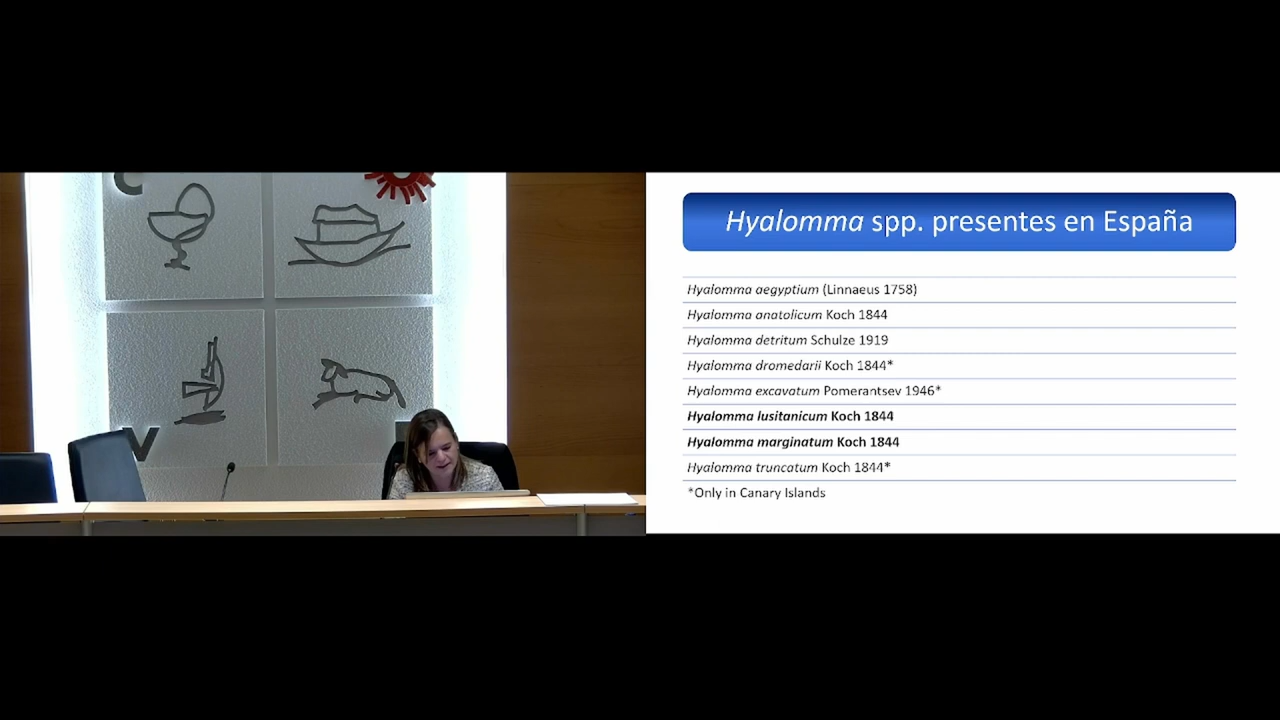 C
V
Hyalomma spp. presentes en España
Hyalomma aegyptium (Linnaeus 1758)
Hyalomma anatolicum Koch 1844
Hyalomma detritum Schulze 1919
Hyalomma dromedarii Koch 1844*
Hyalomma excavatum Pomerantsev 1946*
Hyalomma lusitanicum Koch 1844
Hyalomma marginatum Koch 1844
Hyalomma truncatum Koch 1844*
*Only in Canary Islands